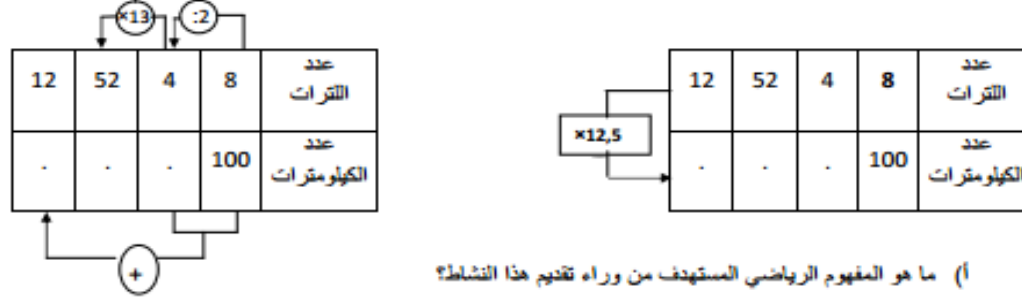 ×13 :2
12 52 4 8 عدد اللترات
. . . 100 عدد الكيلومترات
+
12 52 4 8 عدد اللترات
×12,5
. . . 100 عدد الكيلومترات
أ) ما هو المفهوم الرياضي المستهدف من وراء تقديم هذا النشاط؟